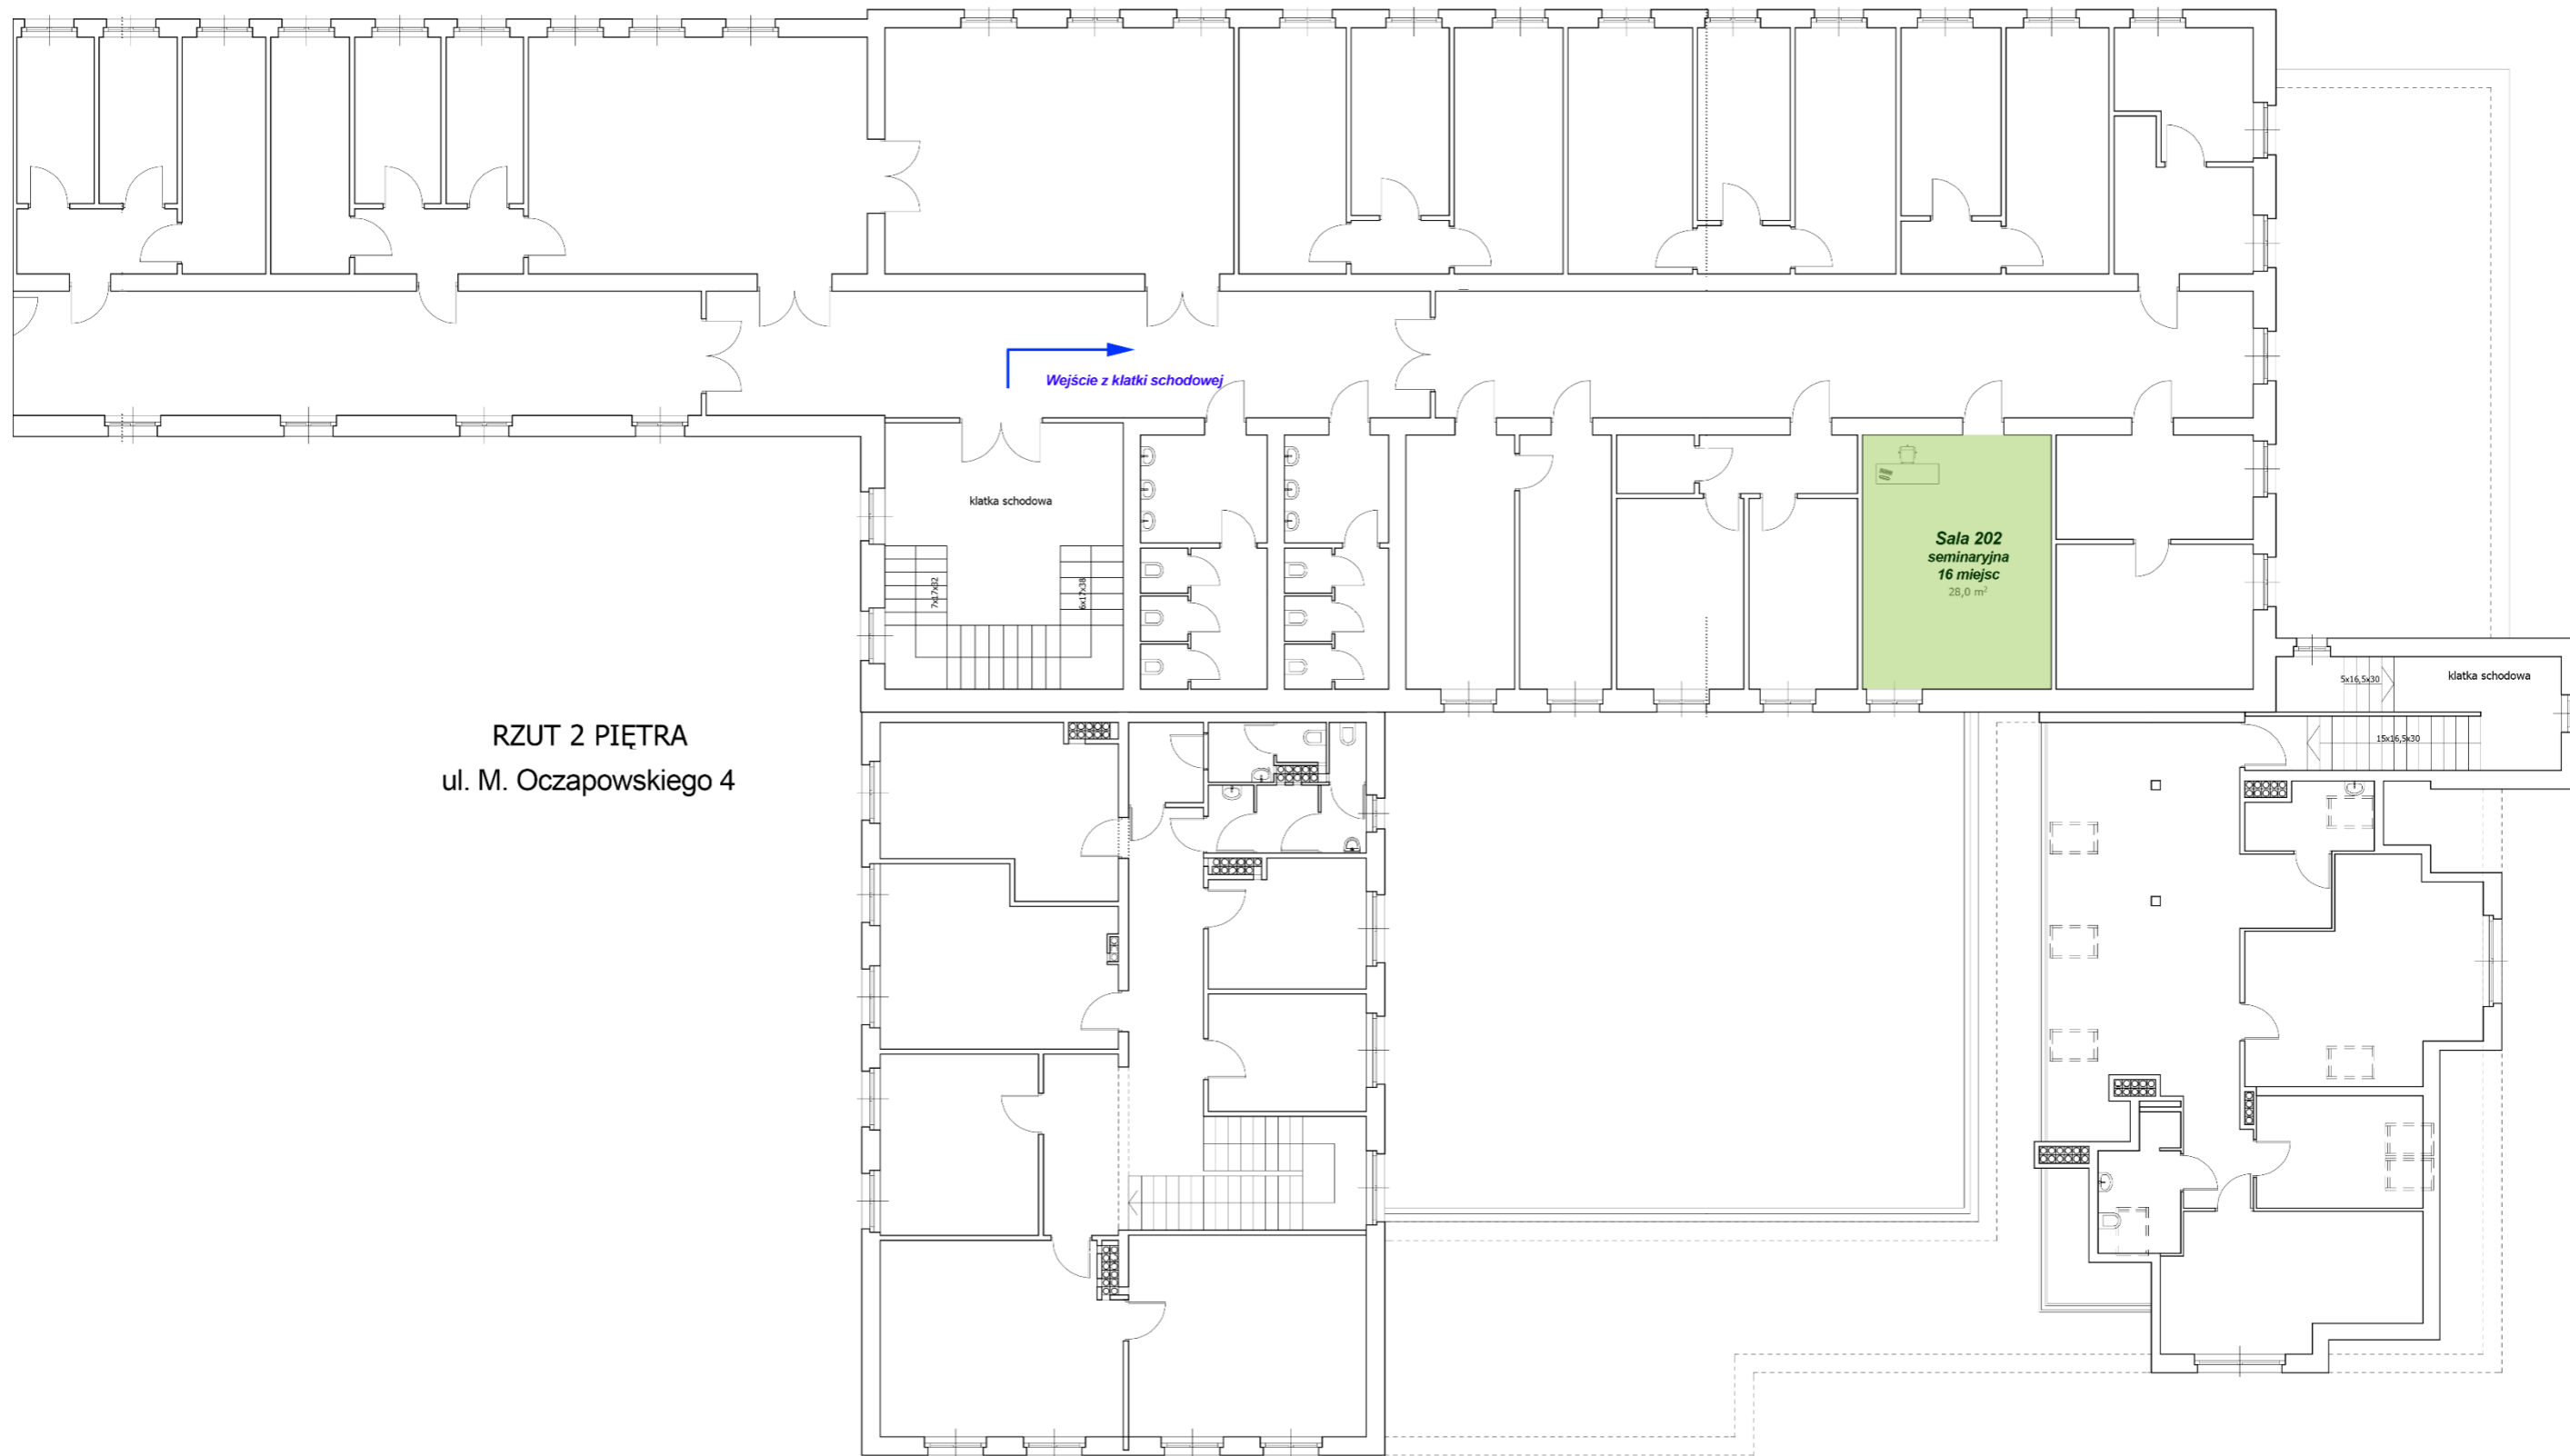 Wejście z klatki schodowej
klatka schodowa
7x17x32
6x17x38
Sala 202
seminaryjna
16 miejsc
28,0 m²
klatka schodowa
5x16,5x30
15x16,5x30
RZUT 2 PIĘTRA
ul. M. Oczapowskiego 4